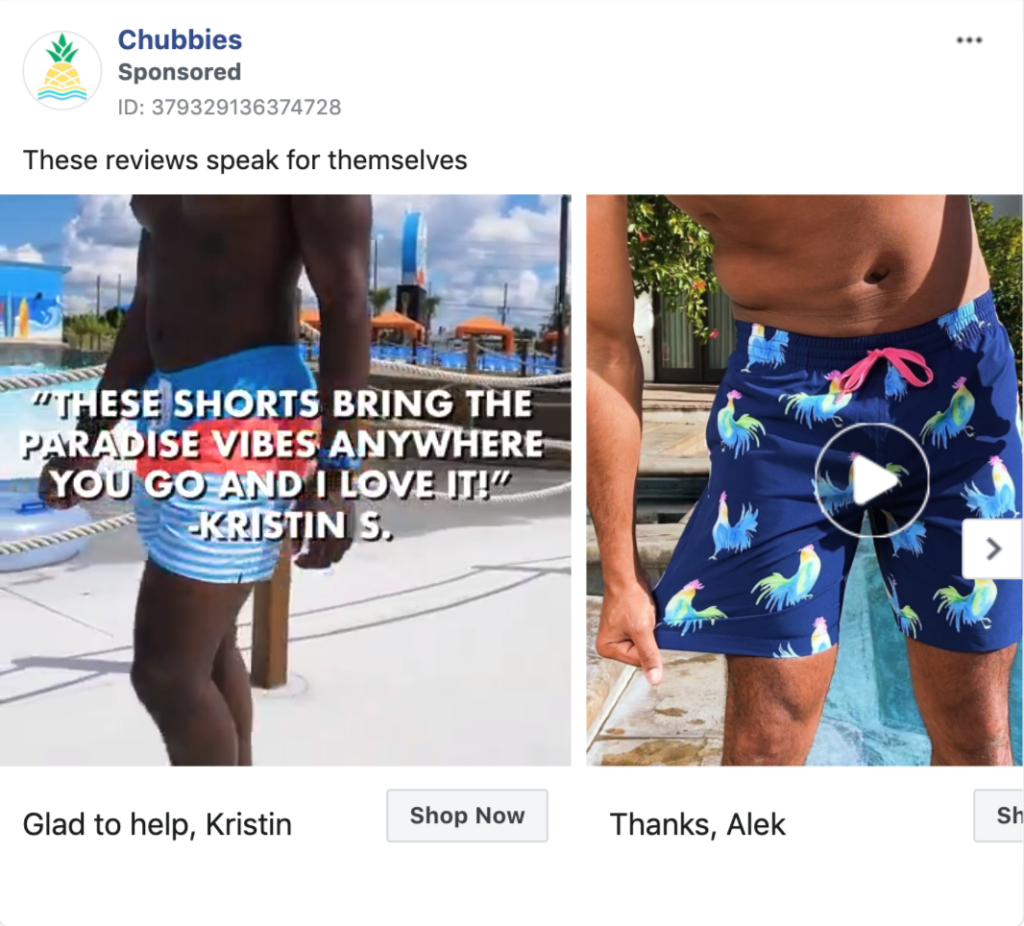 Chubbies
Sponsored
ID: 379329136374728
These reviews speak for themselves
"THESE SHORTS BRING THE
PARADISE VIBES ANYWHERE
YOU GO AND I LOVE IT!"
-KRISTIN S.
Glad to help, Kristin
Shop Now
Thanks, Alek
Sh